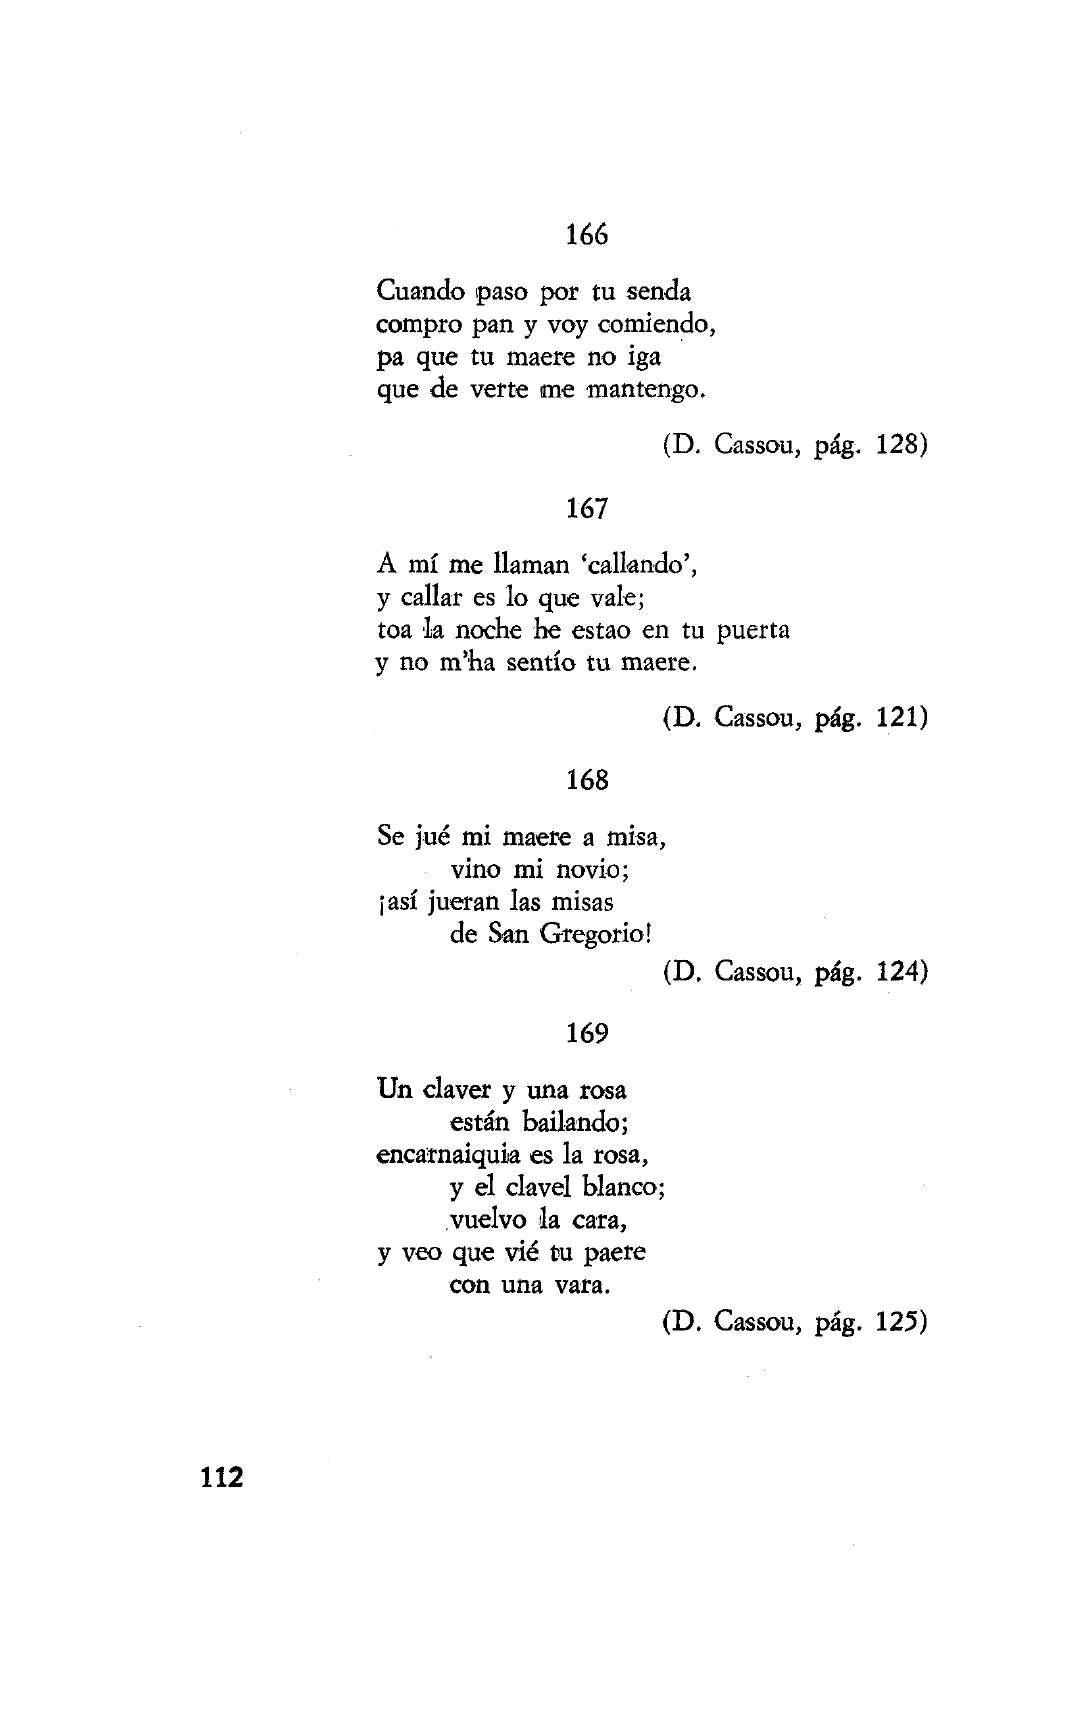 166
Cuando paso por tu senda
compro pan y voy comiendo,
pa que tu maere no iga
que de verte me mantengo.
(D. Cassou, pág. 128)
167
A mí me llaman ‘callando’,
y callar es lo que vale;
toa la noche he estao en tu puerta
y no m’ha sentío tu maere.
(D. Cassou, pág. 121)
168
Se jué mi maere a misa,
vino mi novio;
¡así jueran las misas
de San Gregorio!
(D. Cassou, pág. 124)
169
Un claver y una rosa
están bailando;
encarnaiquia es la rosa,
y el clavel blanco;
vuelvo la cara,
y veo que vié tu paere
con una vara.
(D. Cassou, pág. 125)
112